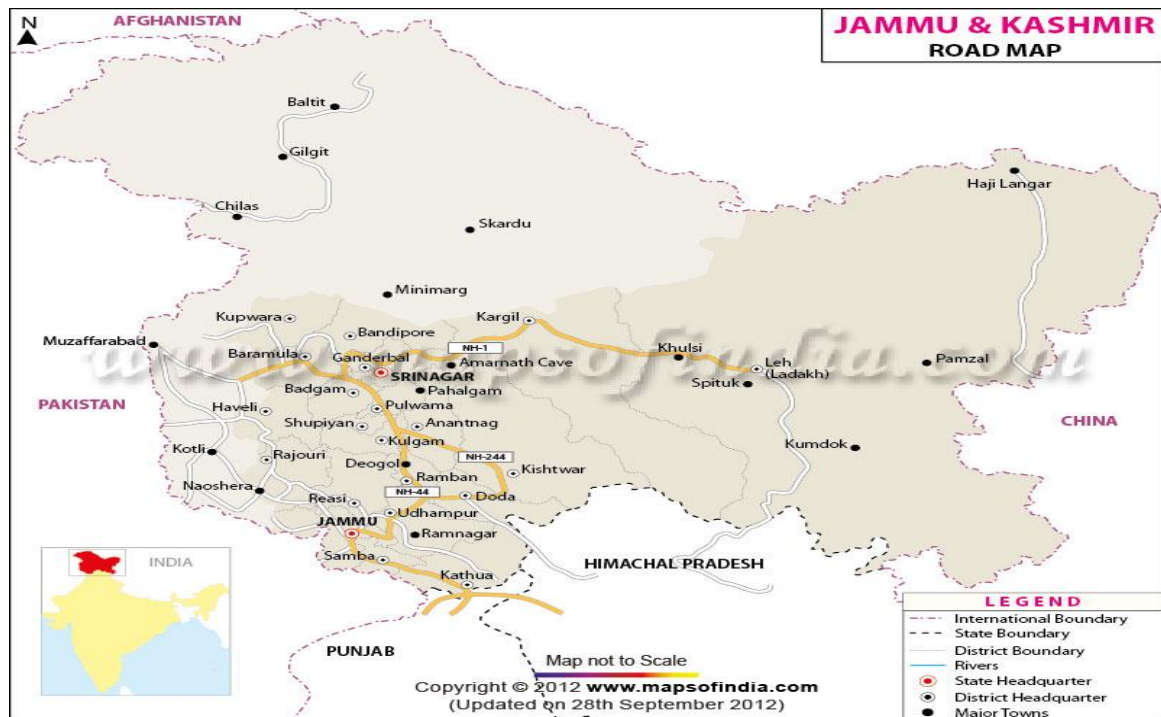 AFGHANISTAN
N
JAMMU & KASHMIR
ROAD MAP
Baltit
Gilgit
Haji Langar
Chilas
Skardu
Minimarg
Kupwara
Kargil
Bandipore
Muzaffarabad
NH-1
Baramula
Ganderbal
Khulsi
www.mapsofindia.com
Amarnath Cave
Pamzal
Leh
(Ladakh)
SRINAGAR
Spituk
Badgam
Pahalgam
PAKISTAN
Haveli
Pulwama
CHINA
Shupiyan
Anantnag
Kulgam
Kumdok
Kotli
Rajouri
NH-244
Deogol
Kishtwar
Ramban
Naoshera
NH-44
Reasi
Doda
Udhampur
JAMMU
Ramnagar
Samba
HIMACHAL PRADESH
INDIA
Kathua
PUNJAB
Map not to Scale
Copyright © 2012 www.mapsofindia.com
(Updated on 28th September 2012)
LEGEND
International Boundary
State Boundary
District Boundary
Rivers
State Headquarter
District Headquarter
Major Towns